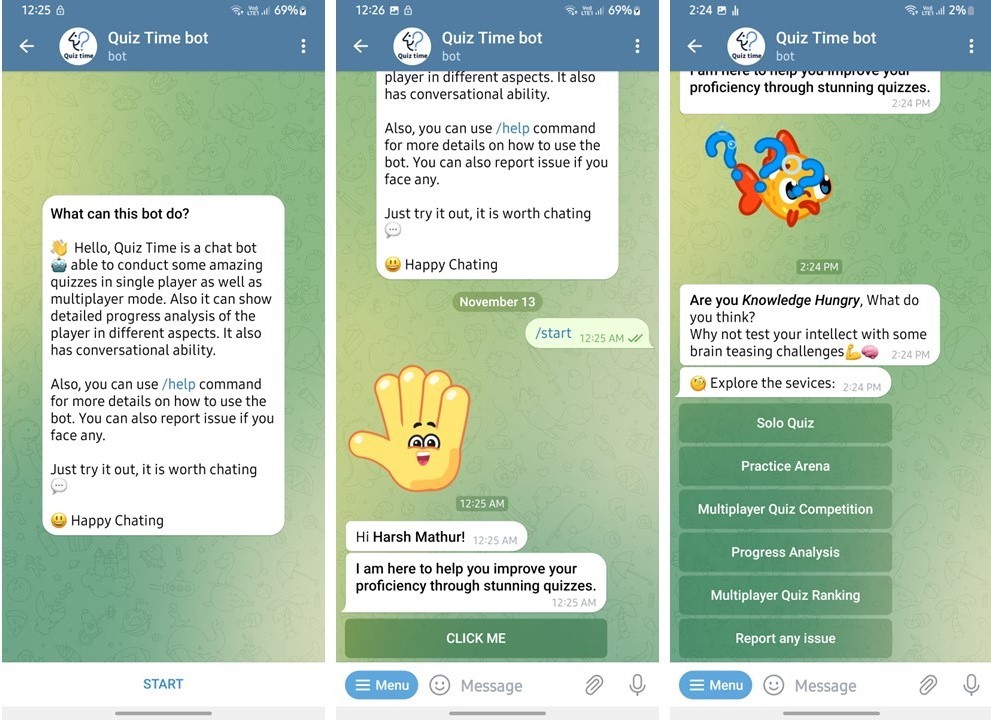 12:25
Vo))
LTE1
69%
Quiz Time bot
bot
Quiz time
What can this bot do?
👋 Hello, Quiz Time is a chat bot
🤖 able to conduct some amazing
quizzes in single player as well as
multiplayer mode. Also it can show
detailed progress analysis of the
player in different aspects. It also
has conversational ability.
Also, you can use /help command
for more details on how to use the
bot. You can also report issue if you
face any.
Just try it out, it is worth chating
💬
😃 Happy Chating
START
12:26
Vo))
LTE1
69%
Quiz Time bot
bot
Quiz time
player in different aspects. It also
has conversational ability.
Also, you can use /help command
for more details on how to use the
bot. You can also report issue if you
face any.
Just try it out, it is worth chating
💬
😃 Happy Chating
November 13
/start 12:25 AM
12:25 AM
Hi Harsh Mathur! 12:25 AM
I am here to help you improve your
proficiency through stunning quizzes.
12:25 AM
CLICK ME
Menu
Message
2:24
Vo))
LTE1
2%
Quiz Time bot
bot
Quiz time
I am here to help you improve your
proficiency through stunning quizzes.
2:24 PM
???
2:24 PM
Are you Knowledge Hungry, What do
you think?
Why not test your intellect with some
brain teasing challenges💪🧠 2:24 PM
🧐 Explore the sevices: 2:24 PM
Solo Quiz
Practice Arena
Multiplayer Quiz Competition
Progress Analysis
Multiplayer Quiz Ranking
Report any issue
Menu
Message